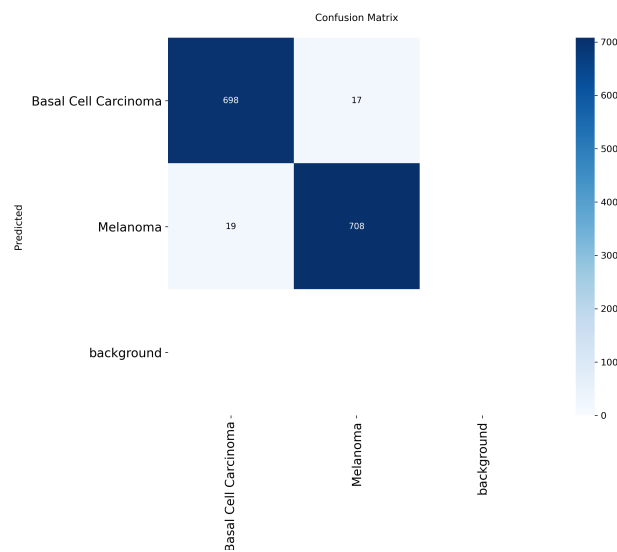 Confusion Matrix
Predicted
Basal Cell Carcinoma
698
17
Melanoma
19
708
background
Basal Cell Carcinoma
Melanoma
background
700
600
500
400
300
200
100
0